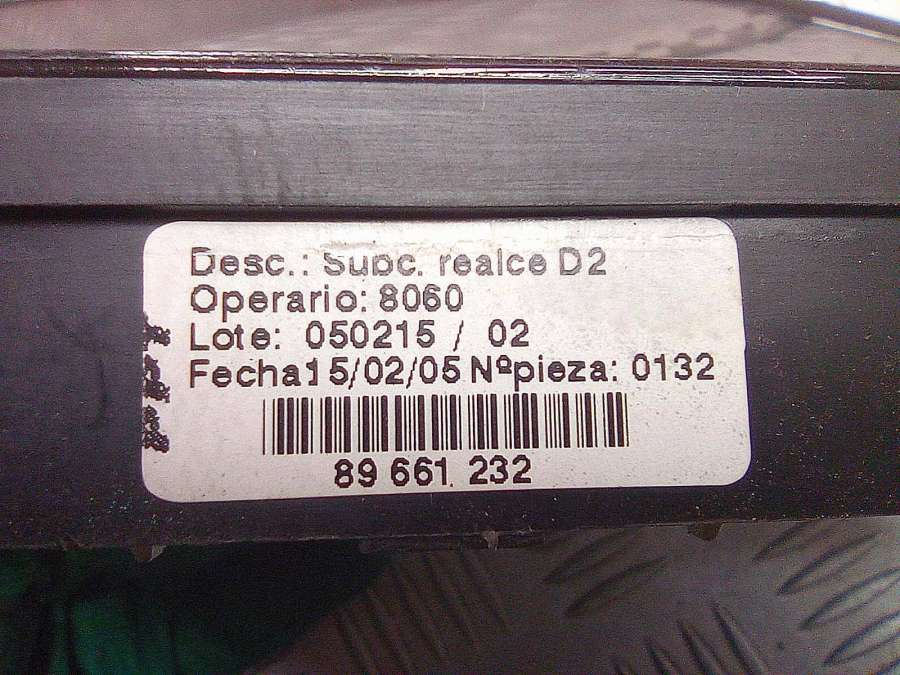 Desc.: Subc. realce D2
Operario: 8060
Lote: 050215 / 02
Fecha15/02/05 Nºpieza: 0132
89 661 232